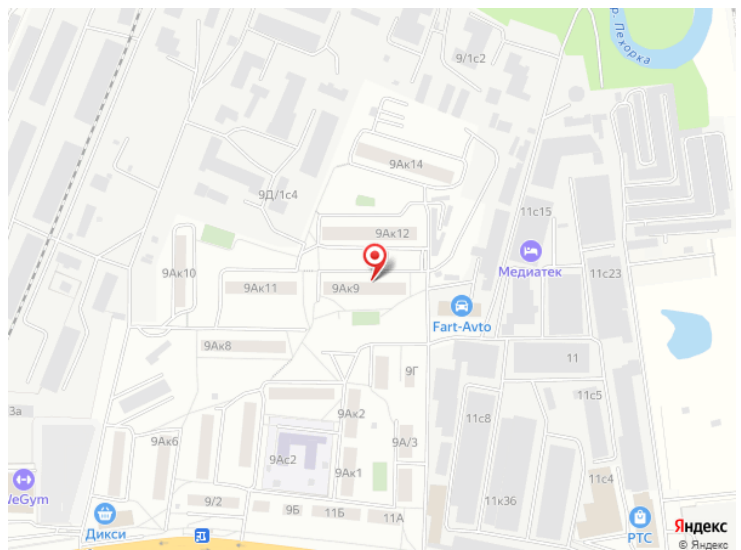 р. Пехорка
9/1с2
9Ак14
9Д/1с4
11с15
9Ак12
Медиатек
9Ак10
11с23
9Ак11
9Ак9
Fart-Avto
9Ак8
11
9Г
11с5
3а
9Ак2
11с8
9Ак6
9А/3
9Ас2
9Ак1
WeGym
11с4
9/2
11к36
9Б
11Б
11А
Дикси
РТС
Яндекс
© Яндекс